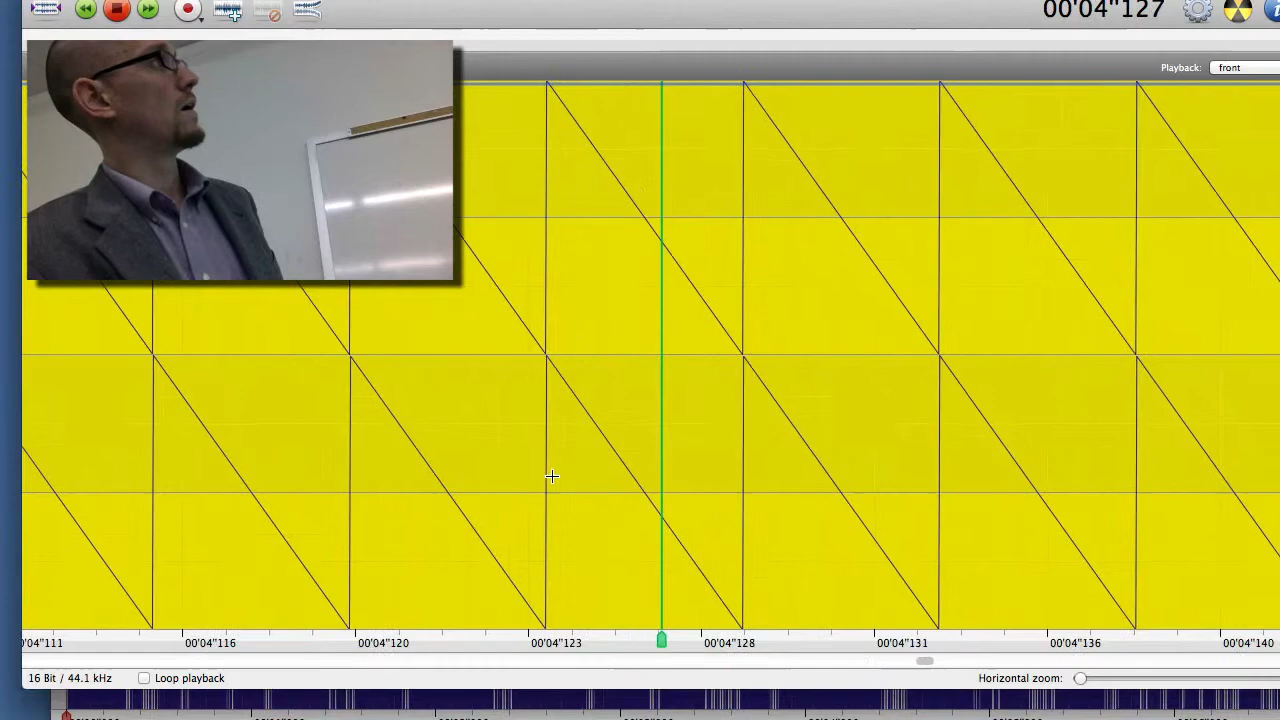 00'04"127
Playback: front
0'04"111 00'04"116 00'04"120 00'04"123 00'04"128 00'04"131 00'04"136 00'04"140
16 Bit / 44.1 kHz Loop playback Horizontal zoom: